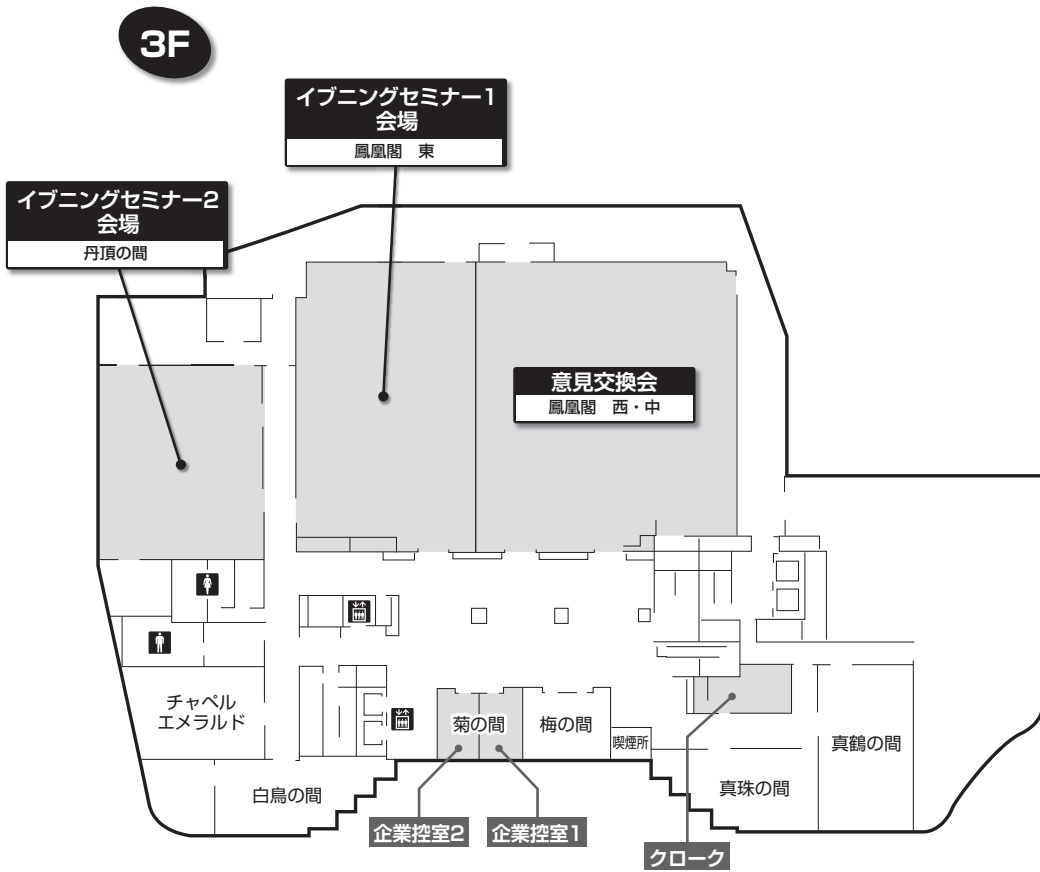 3F
イブニングセミナー1
会場
鳳凰閣 東
イブニングセミナー2
会場
丹頂の間
意見交換会
鳳凰閣 西・中
チャペル
エメラルド
菊の間
梅の間
喫煙所
真鶴の間
白鳥の間
真珠の間
企業控室2
企業控室1
クローク